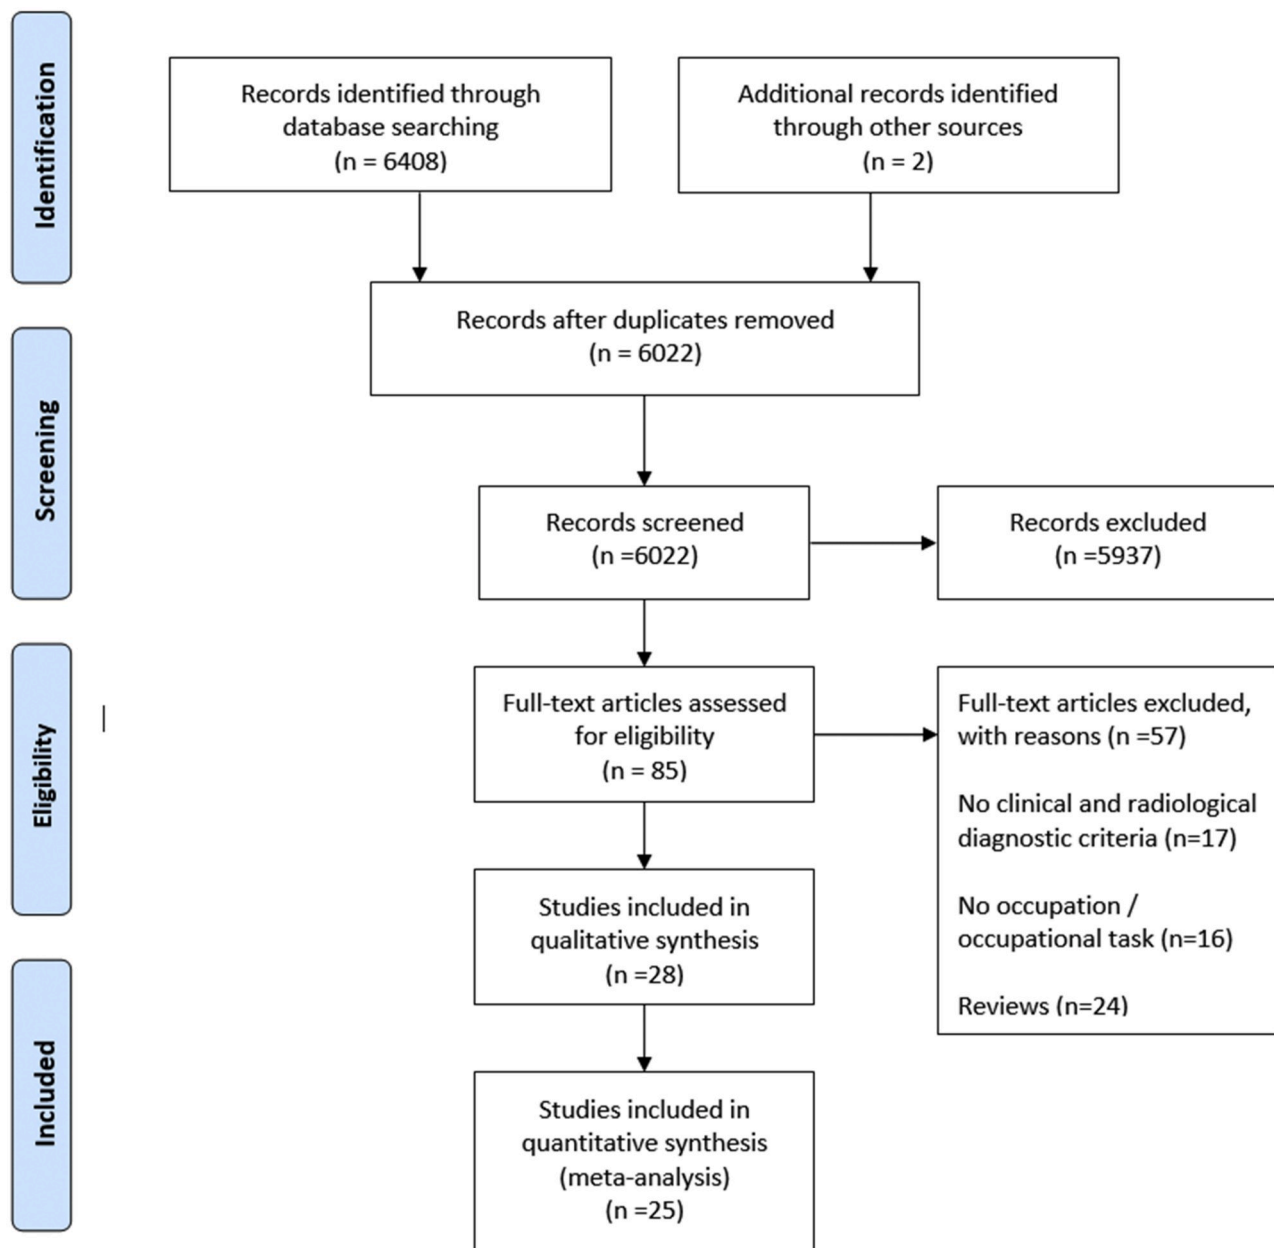 Identification
Records identified through
database searching
(n = 6408)
Additional records identified
through other sources
(n = 2)
Records after duplicates removed
(n = 6022)
Screening
Records screened
(n =6022)
Records excluded
(n =5937)
Eligibility
Full-text articles assessed
for eligibility
(n = 85)
Full-text articles excluded,
with reasons (n =57)
No clinical and radiological
diagnostic criteria (n=17)
No occupation /
occupational task (n=16)
Reviews (n=24)
Studies included in
qualitative synthesis
(n =28)
Included
Studies included in
quantitative synthesis
(meta-analysis)
(n =25)